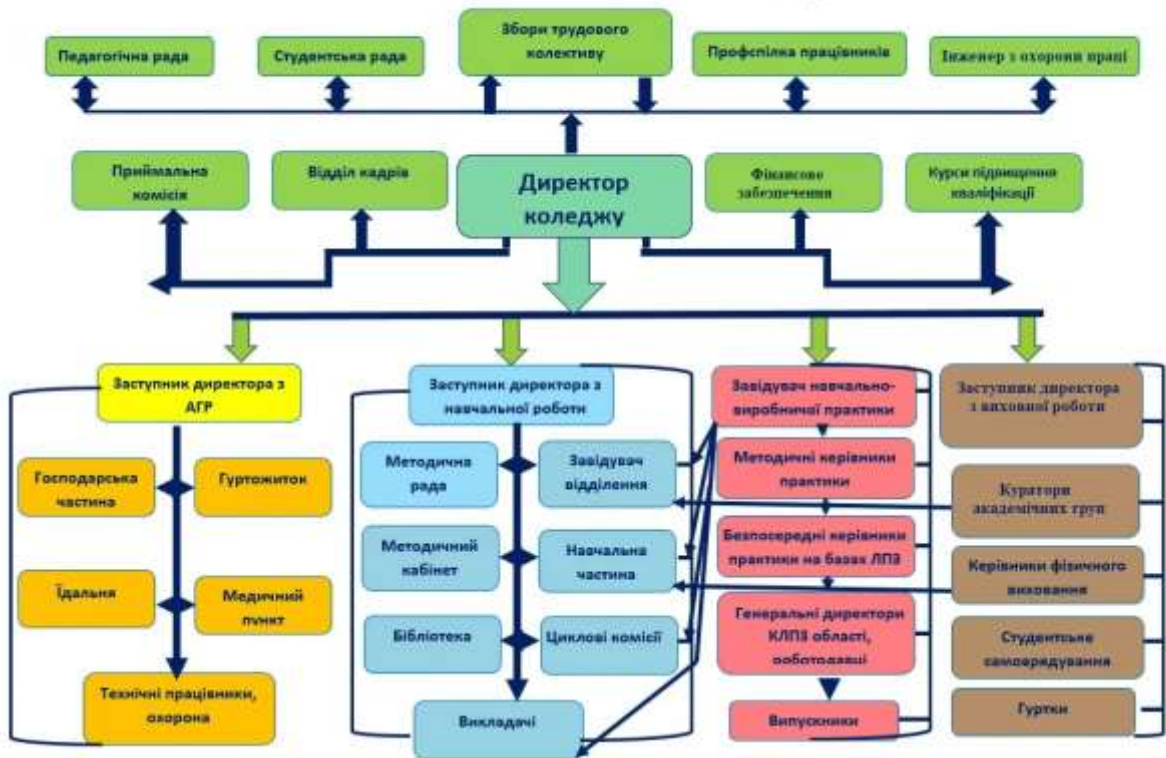 Педагогічна рада
Студентська рада
Збори трудового
колективу
Профспілка працівників
Інженер з охорони праці
Приймальна
комісія
Відділ кадрів
Директор
коледжу
Фінансове
забезпечення
Курси підвищення
кваліфікації
Заступник директора з
АГР
Господарська
частина
Гуртожиток
Їдальня
Медичний
пункт
Технічні працівники,
охорона
Заступник директора з
навчальної роботи
Методична
рада
Завідувач
відділення
Методичний
кабінет
Навчальна
частина
Бібліотека
Циклові комісії
Викладачі
Завідувач навчально-
виробничої практики
Методичні керівники
практики
Безпосередні керівники
практики на базах ЛПЗ
Генеральні директори
КЛПЗ області,
роботодавці
Випускники
Заступник директора
з виховної роботи
Куратори
академічних груп
Керівники фізичного
виховання
Студентське
самоврядування
Гуртки